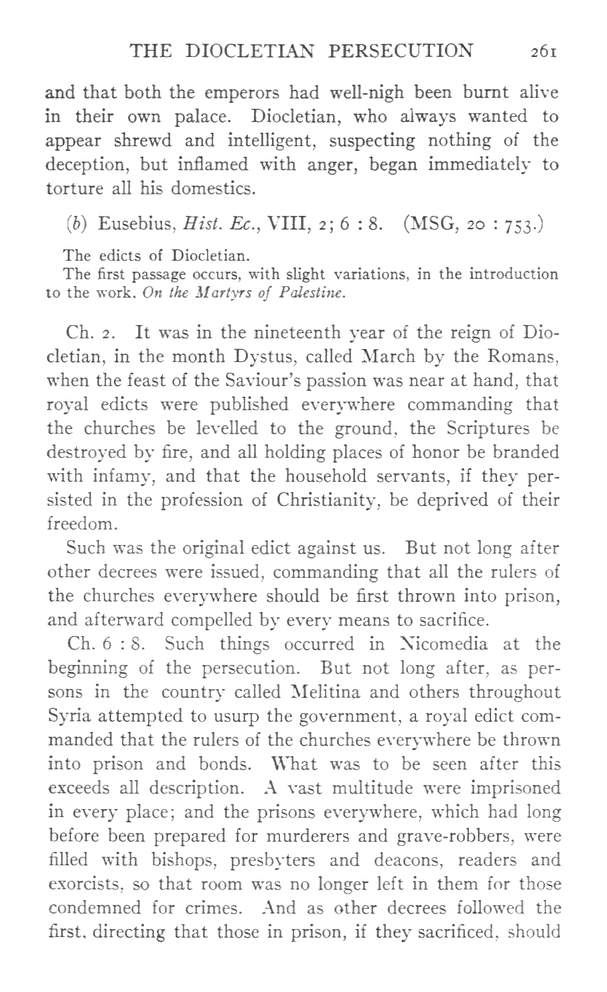 THE DIOCLETIAN PERSECUTION 261
and that both the emperors had well-nigh been burnt alive
in their own palace. Diocletian, who always wanted to
appear shrewd and intelligent, suspecting nothing of the
deception, but inflamed with anger, began immediately to
torture all his domestics.
(b) Eusebius, Hist. Ec., VIII, 2; 6 : 8. (MSG, 20 : 753.)
The edicts of Diocletian.
The first passage occurs, with slight variations, in the introduction
to the work, On the Martyrs of Palestine.
Ch. 2. It was in the nineteenth year of the reign of Dio-
cletian, in the month Dystus, called March by the Romans,
when the feast of the Saviour's passion was near at hand, that
royal edicts were published everywhere commanding that
the churches be levelled to the ground, the Scriptures be
destroyed by fire, and all holding places of honor be branded
with infamy, and that the household servants, if they per-
sisted in the profession of Christianity, be deprived of their
freedom.
Such was the original edict against us. But not long after
other decrees were issued, commanding that all the rulers of
the churches everywhere should be first thrown into prison,
and afterward compelled by every means to sacrifice.
Ch. 6 : 8. Such things occurred in Nicomedia at the
beginning of the persecution. But not long after, as per-
sons in the country called Melitina and others throughout
Syria attempted to usurp the government, a royal edict com-
manded that the rulers of the churches everywhere be thrown
into prison and bonds. What was to be seen after this
exceeds all description. A vast multitude were imprisoned
in every place; and the prisons everywhere, which had long
before been prepared for murderers and grave-robbers, were
filled with bishops, presbyters and deacons, readers and
exorcists, so that room was no longer left in them for those
condemned for crimes. And as other decrees followed the
first, directing that those in prison, if they sacrificed, should